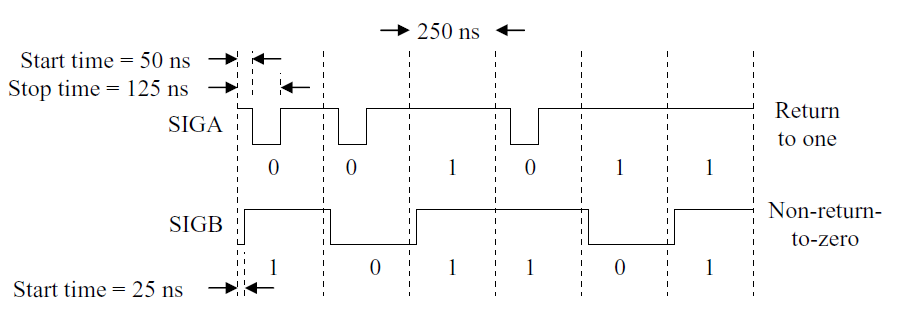 250 ns
Start time = 50 ns
Stop time = 125 ns
SIGA
Return
to one
0 0 1 0 1 1
SIGB
Non-return-
to-zero
1 0 1 1 0 1
Start time = 25 ns